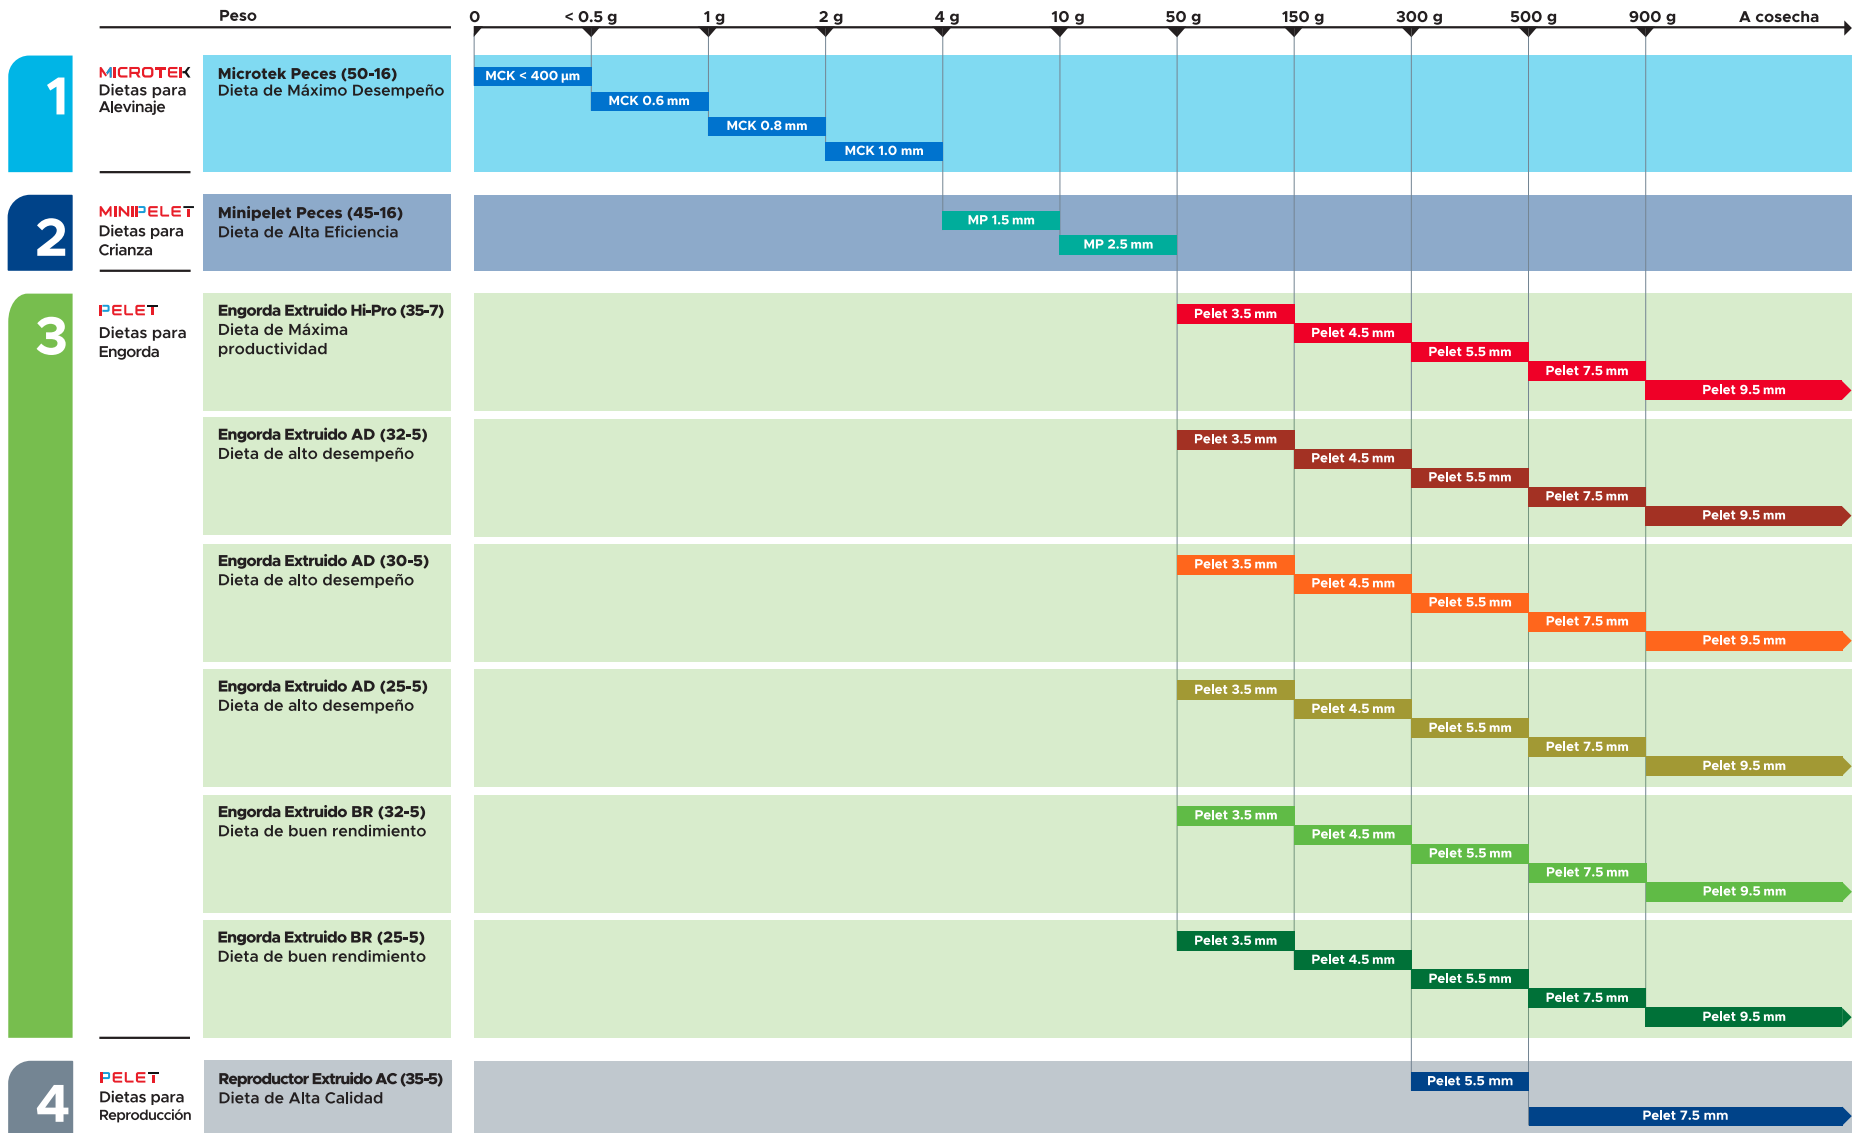 Peso
0 < 0.5 g 1 g 2 g 4 g 10 g 50 g 150 g 300 g 500 g 900 g A cosecha
1
MICROTEK
Dietas para
Alevinaje
Microtek Peces (50-16)
Dieta de Máximo Desempeño
MCK < 400 µm
MCK 0.6 mm
MCK 0.8 mm
MCK 1.0 mm
2
MINIPELET
Dietas para
Crianza
Minipelet Peces (45-16)
Dieta de Alta Eficiencia
MP 1.5 mm
MP 2.5 mm
3
PELET
Dietas para
Engorda
Engorda Extruido Hi-Pro (35-7)
Dieta de Máxima
productividad
Pelet 3.5 mm
Pelet 4.5 mm
Pelet 5.5 mm
Pelet 7.5 mm
Pelet 9.5 mm
Engorda Extruido AD (32-5)
Dieta de alto desempeño
Pelet 3.5 mm
Pelet 4.5 mm
Pelet 5.5 mm
Pelet 7.5 mm
Pelet 9.5 mm
Engorda Extruido AD (30-5)
Dieta de alto desempeño
Pelet 3.5 mm
Pelet 4.5 mm
Pelet 5.5 mm
Pelet 7.5 mm
Pelet 9.5 mm
Engorda Extruido AD (25-5)
Dieta de alto desempeño
Pelet 3.5 mm
Pelet 4.5 mm
Pelet 5.5 mm
Pelet 7.5 mm
Pelet 9.5 mm
Engorda Extruido BR (32-5)
Dieta de buen rendimiento
Pelet 3.5 mm
Pelet 4.5 mm
Pelet 5.5 mm
Pelet 7.5 mm
Pelet 9.5 mm
Engorda Extruido BR (25-5)
Dieta de buen rendimiento
Pelet 3.5 mm
Pelet 4.5 mm
Pelet 5.5 mm
Pelet 7.5 mm
Pelet 9.5 mm
4
PELET
Dietas para
Reproducción
Reproductor Extruido AC (35-5)
Dieta de Alta Calidad
Pelet 5.5 mm
Pelet 7.5 mm